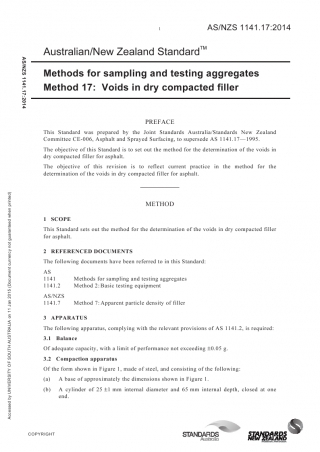 1
AS/NZS 1141.17:2014
AS/NZS 1141.17:2014
Australian/New Zealand Standard™
Methods for sampling and testing aggregates
Method 17: Voids in dry compacted filler
PREFACE
This Standard was prepared by the Joint Standards Australia/Standards New Zealand
Committee CE-006, Asphalt and Sprayed Surfacing, to supersede AS 1141.17—1995.
The objective of this Standard is to set out the method for the determination of the voids in
dry compacted filler for asphalt.
The objective of this revision is to reflect current practice in the method for the
determination of the voids in dry compacted filler for asphalt.
METHOD
1 SCOPE
This Standard sets out the method for the determination of the voids in dry compacted filler
for asphalt.
2 REFERENCED DOCUMENTS
The following documents have been referred to in this Standard:
AS
1141 Methods for sampling and testing aggregates
1141.2 Method 2: Basic testing equipment
AS/NZS
1141.7 Method 7: Apparent particle density of filler
3 APPARATUS
The following apparatus, complying with the relevant provisions of AS 1141.2, is required:
3.1 Balance
Of adequate capacity, with a limit of performance not exceeding ±0.05 g.
3.2 Compaction apparatus
Of the form shown in Figure 1, made of steel, and consisting of the following:
(a) A base of approximately the dimensions shown in Figure 1.
(b) A cylinder of 25 ±1 mm internal diameter and 65 mm internal depth, closed at one
end.
Accessed by UNIVERSITY OF SOUTH AUSTRALIA on 11 Jun 2015 (Document currency not guaranteed when printed)
COPYRIGHT
STANDARDS
Australia
STANDARDS
NEW ZEALAND